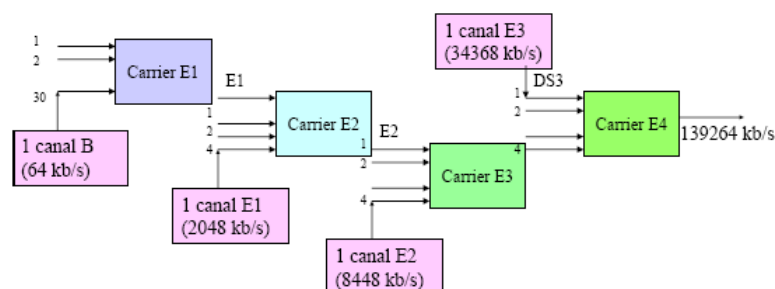 1 canal E3
(34368 kb/s)
1
2
30
Carrier E1
E1
DS3
1
2
4
Carrier E4
139264 kb/s
1
2
4
Carrier E2
E2
1
2
4
Carrier E3
1 canal B
(64 kb/s)
1 canal E1
(2048 kb/s)
1 canal E2
(8448 kb/s)